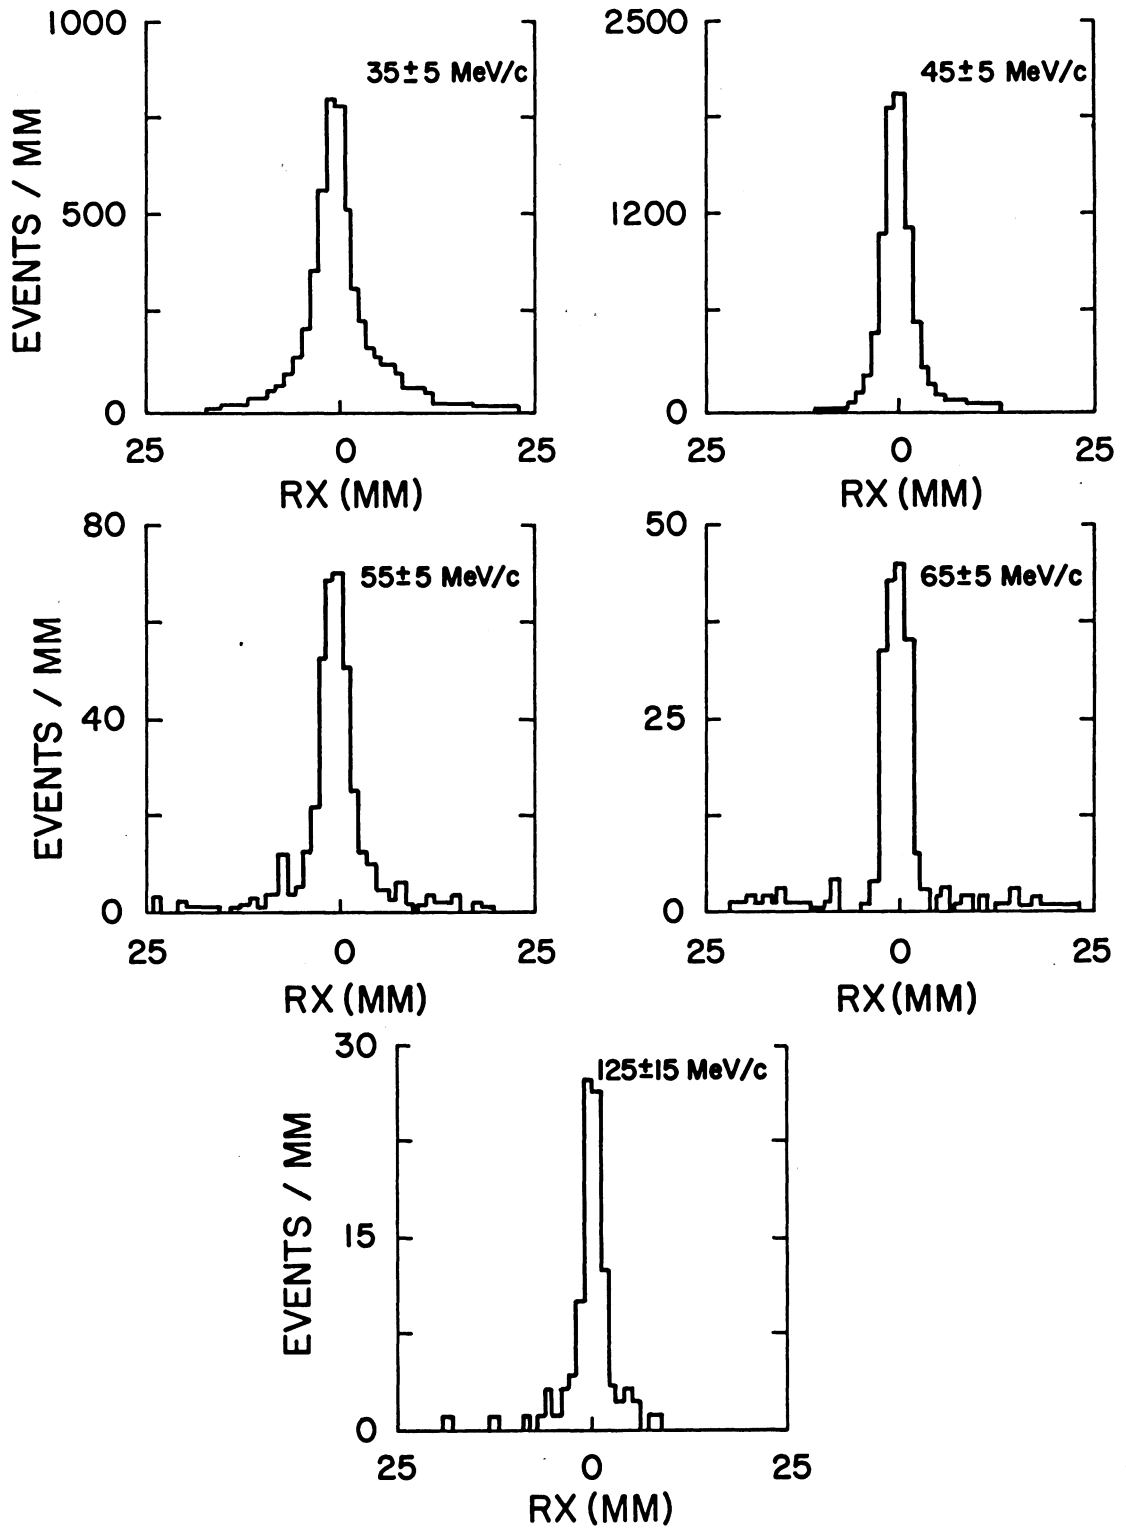 1000
35±5 MeV/c
500
0
EVENTS / MM
25 0 25
RX (MM)
2500
45±5 MeV/c
1200
0
25 0 25
RX (MM)
80
55±5 MeV/c
40
0
EVENTS / MM
25 0 25
RX (MM)
50
65±5 MeV/c
25
0
25 0 25
RX (MM)
30
125±15 MeV/c
15
0
EVENTS / MM
25 0 25
RX (MM)